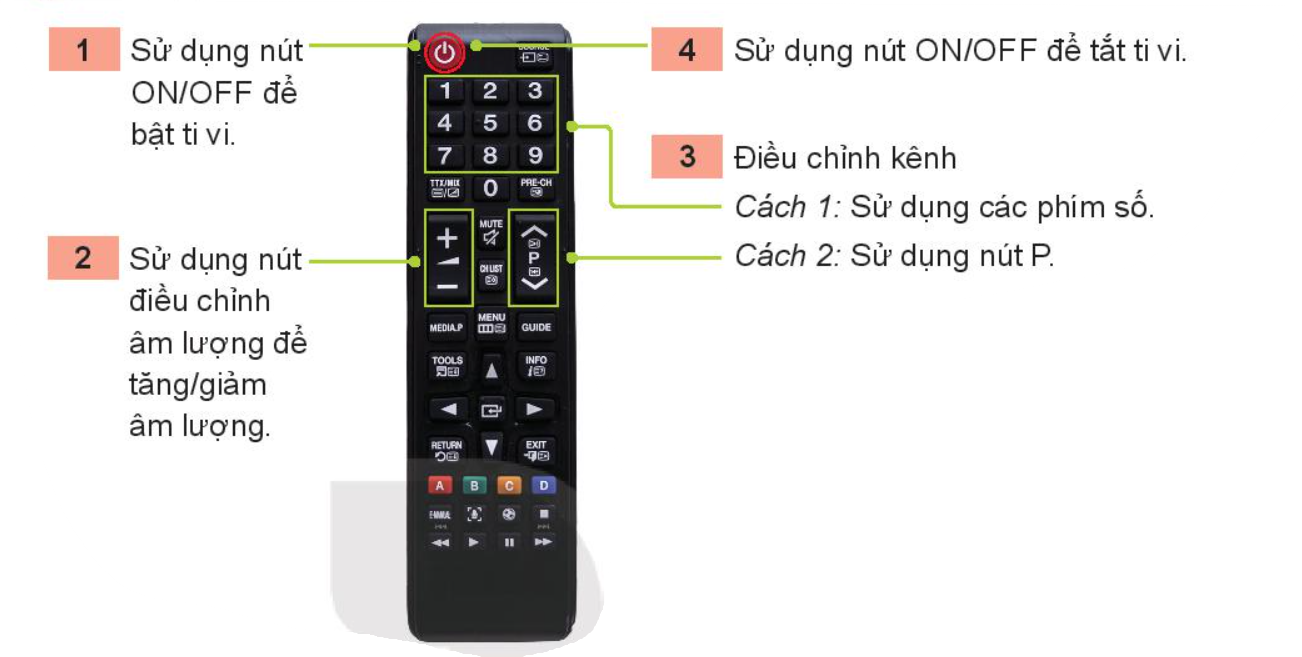 1 Sử dụng nút
ON/OFF để
bật ti vi.
2 Sử dụng nút
điều chỉnh
âm lượng để
tăng/giảm
âm lượng.
4 Sử dụng nút ON/OFF để tắt ti vi.
3 Điều chỉnh kênh
Cách 1: Sử dụng các phím số.
Cách 2: Sử dụng nút P.
1 2 3
4 5 6
7 8 9
TTX/MIX 0 PRE-CH
MUTE
+ P
CH LIST
−
MEDIA.P MENU GUIDE
TOOLS INFO
RETURN EXIT
A B C D